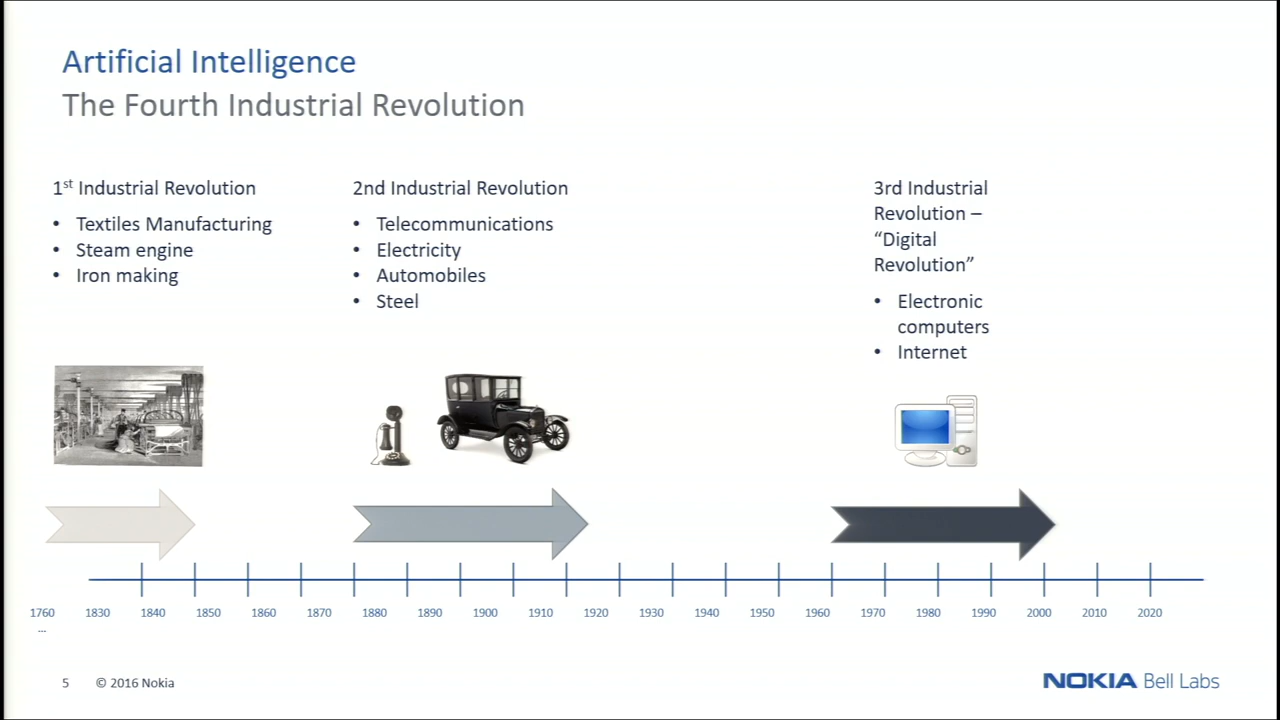 Artificial Intelligence
The Fourth Industrial Revolution
1st Industrial Revolution
• Textiles Manufacturing
• Steam engine
• Iron making
2nd Industrial Revolution
• Telecommunications
• Electricity
• Automobiles
• Steel
3rd Industrial
Revolution –
“Digital
Revolution”
• Electronic
computers
• Internet
1760 1830 1840 1850 1860 1870 1880 1890 1900 1910 1920 1930 1940 1950 1960 1970 1980 1990 2000 2010 2020
...
5 © 2016 Nokia
NOKIA Bell Labs